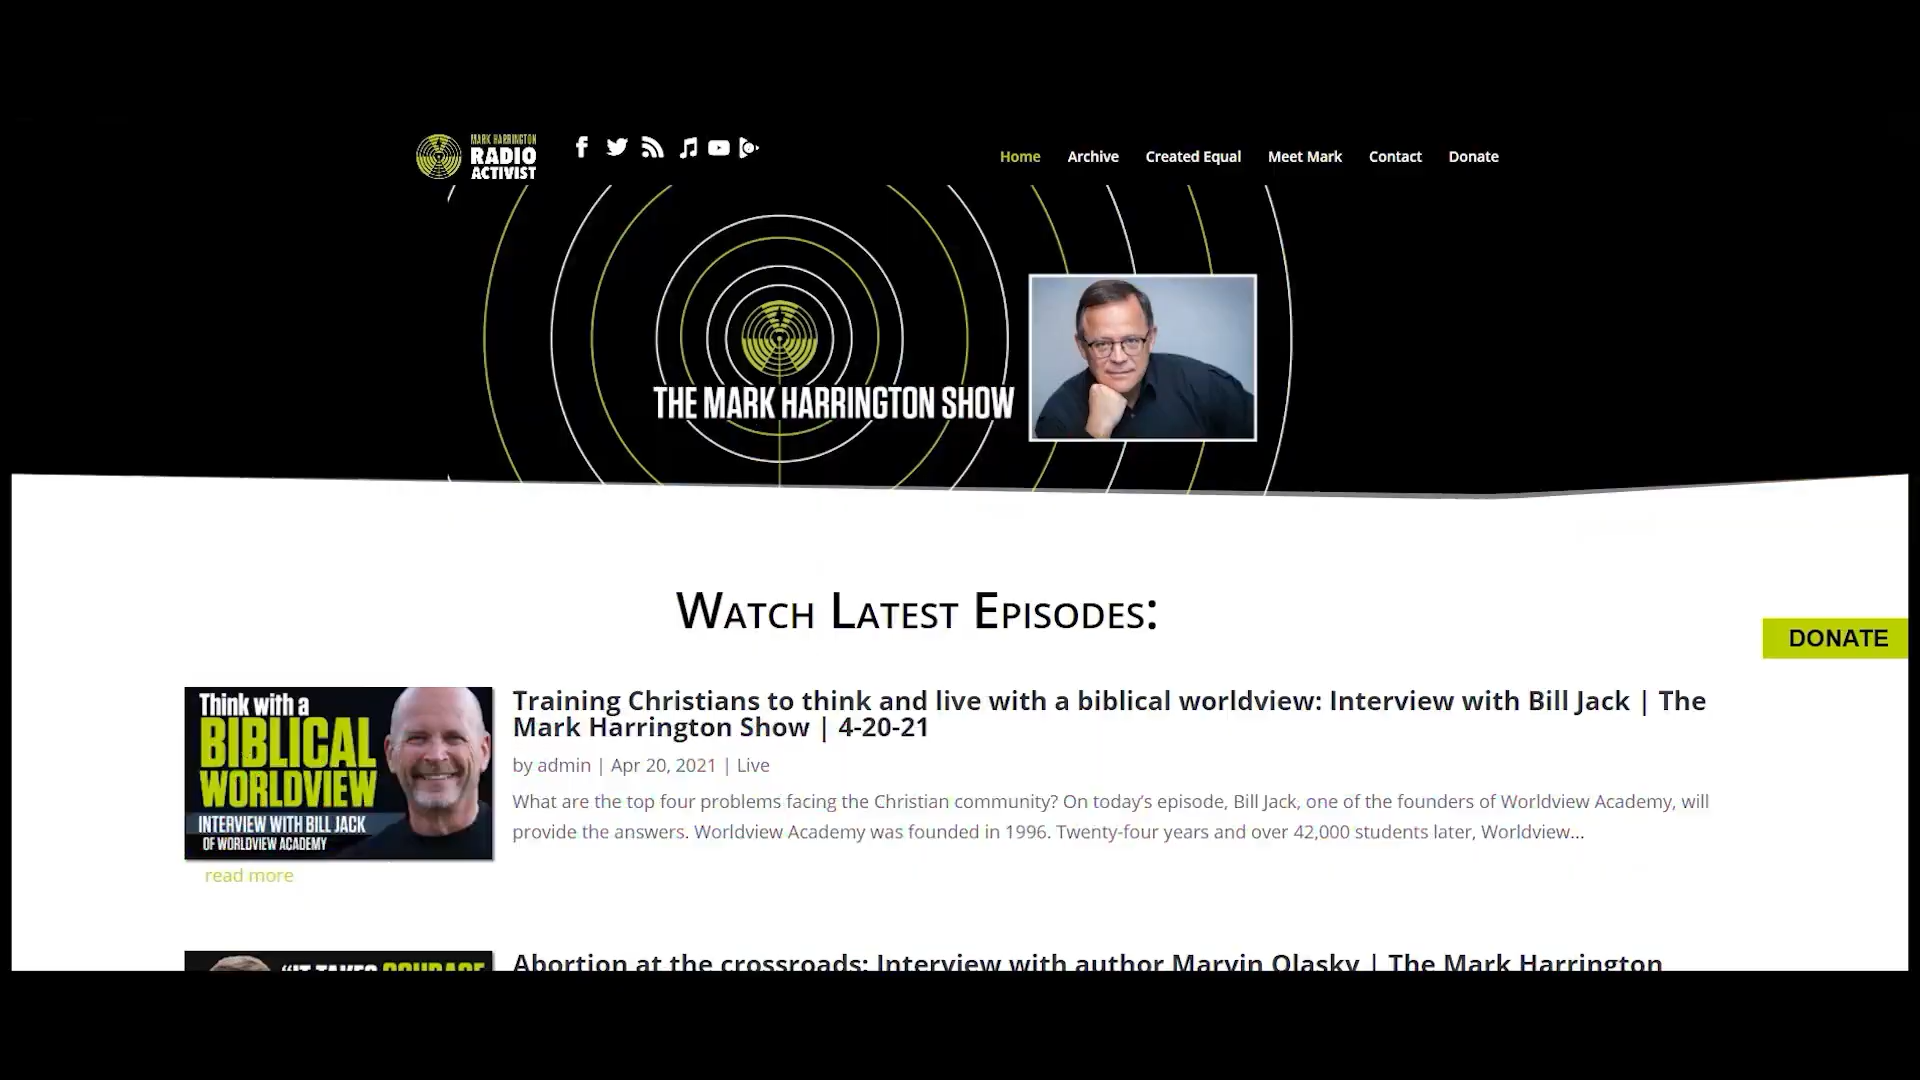 MARK HARRINGTON
RADIO
ACTIVIST
Home
Archive
Created Equal
Meet Mark
Contact
Donate
THE MARK HARRINGTON SHOW
WATCH LATEST EPISODES:
DONATE
Think with a
BIBLICAL
WORLDVIEW
INTERVIEW WITH BILL JACK
OF WORLDVIEW ACADEMY
Training Christians to think and live with a biblical worldview: Interview with Bill Jack | The
Mark Harrington Show | 4-20-21
by admin | Apr 20, 2021 | Live
What are the top four problems facing the Christian community? On today’s episode, Bill Jack, one of the founders of Worldview Academy, will
provide the answers. Worldview Academy was founded in 1996. Twenty-four years and over 42,000 students later, Worldview...
read more
“IT TAKES COURAGE
Abortion at the crossroads: Interview with author Marvin Olasky | The Mark Harrington